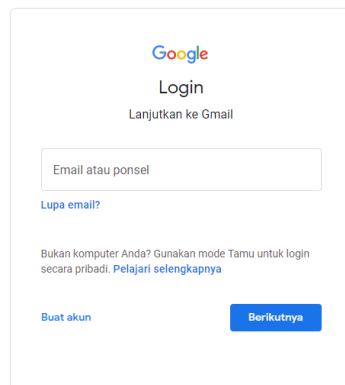 Google
Login
Lanjutkan ke Gmail
Email atau ponsel
Lupa email?
Bukan komputer Anda? Gunakan mode Tamu untuk login
secara pribadi. Pelajari selengkapnya
Buat akun
Berikutnya